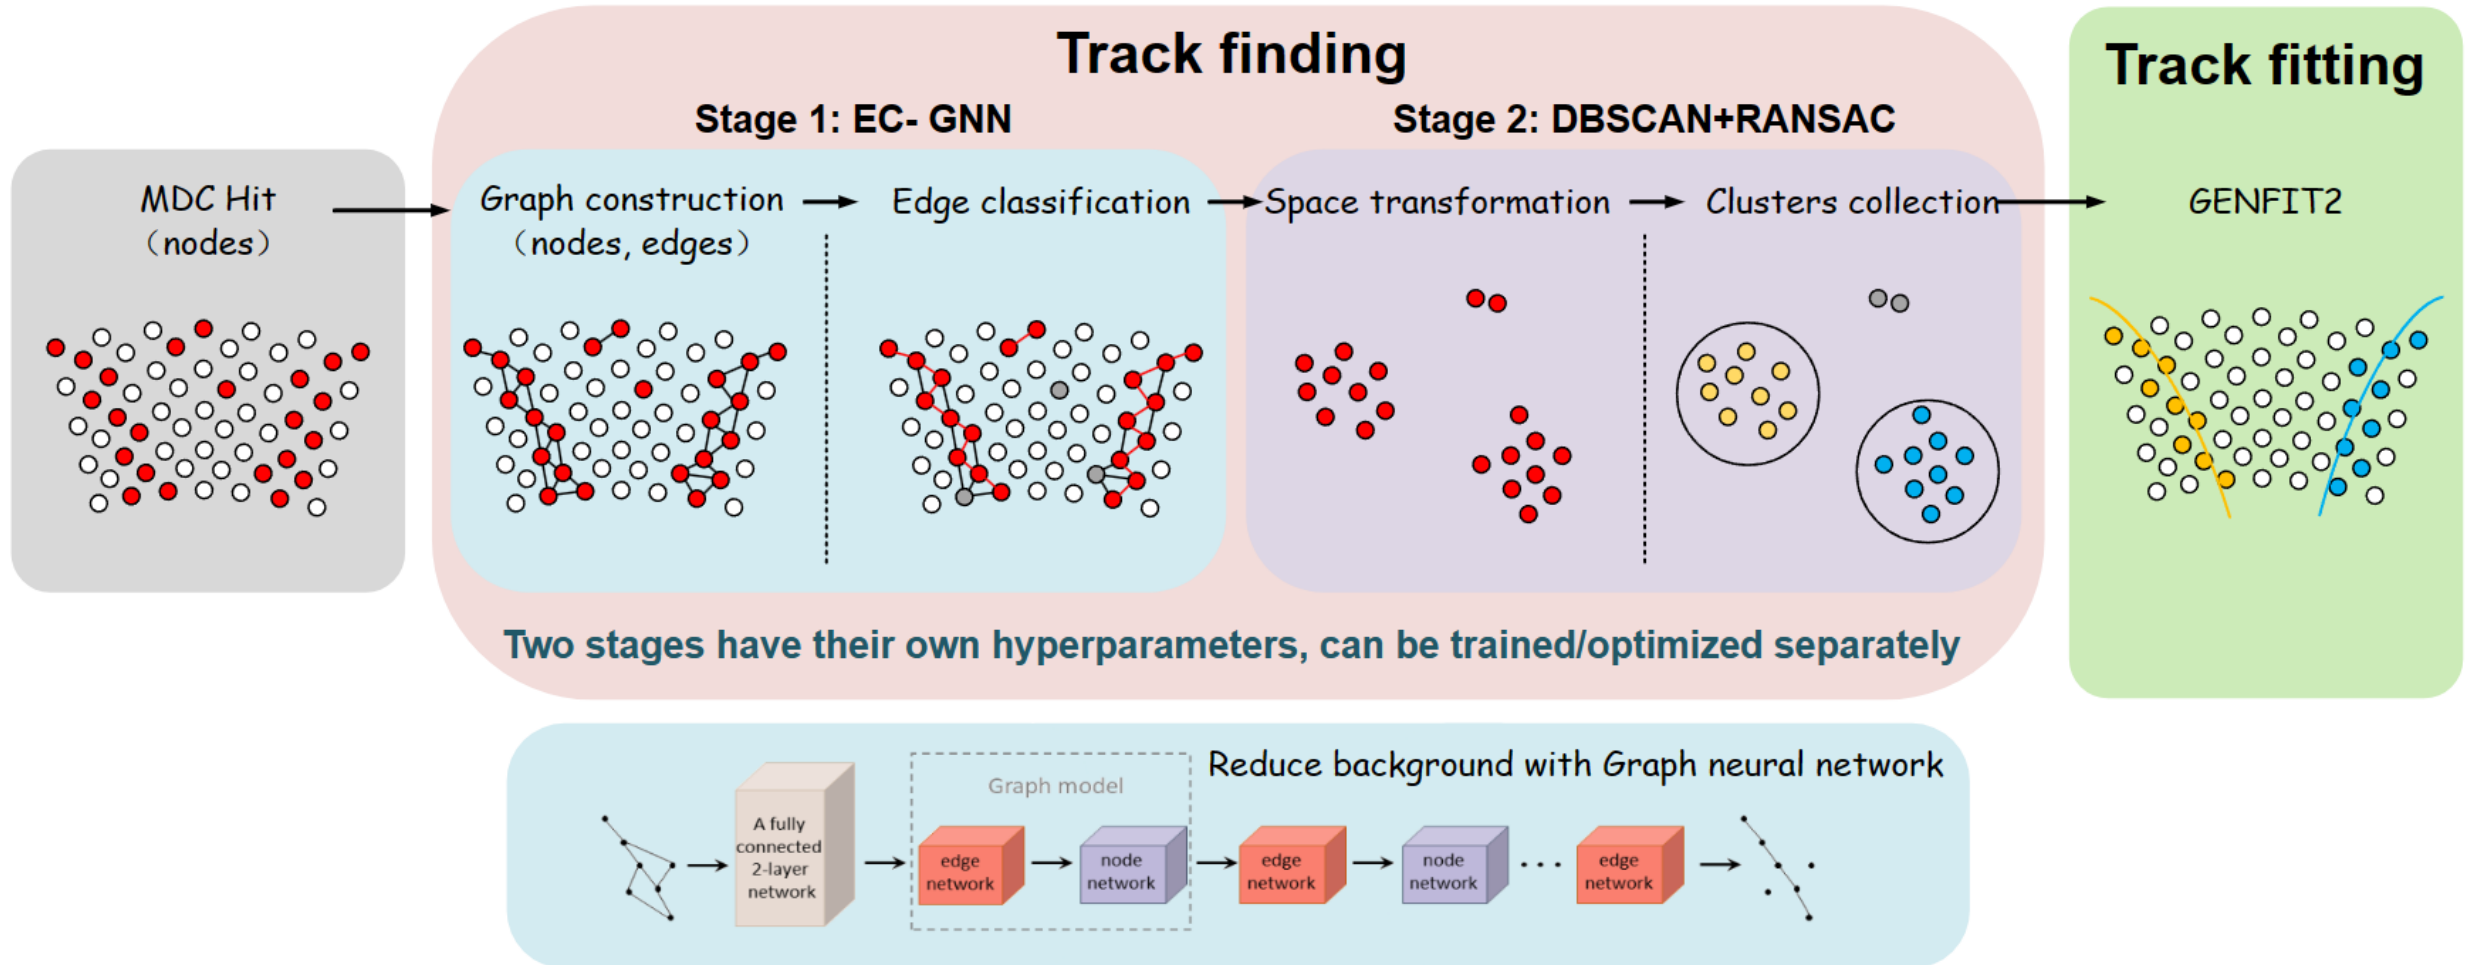 Track finding
Track fitting
Stage 1: EC- GNN
Stage 2: DBSCAN+RANSAC
MDC Hit
（nodes）
Graph construction
（nodes, edges）
Edge classification
Space transformation
Clusters collection
GENFIT2
Two stages have their own hyperparameters, can be trained/optimized separately
Reduce background with Graph neural network
Graph model
A fully
connected
2-layer
network
edge
network
node
network
edge
network
node
network
...
edge
network